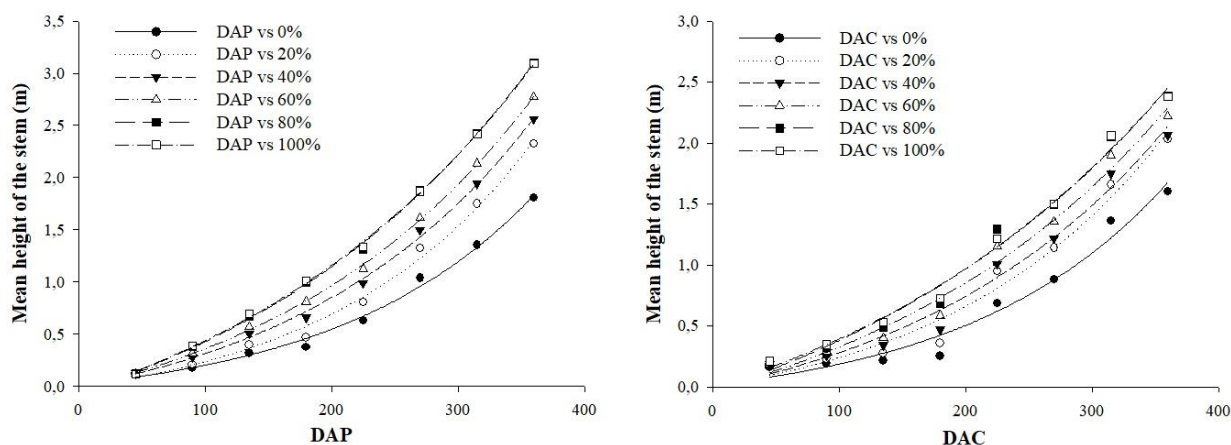 3,5
3,0
2,5
2,0
1,5
1,0
0,5
0,0
Mean height of the stem (m)
DAP vs 0%
DAP vs 20%
DAP vs 40%
DAP vs 60%
DAP vs 80%
DAP vs 100%
0 100 200 300 400
DAP
3,0
2,5
2,0
1,5
1,0
0,5
0,0
Mean height of the stem (m)
DAC vs 0%
DAC vs 20%
DAC vs 40%
DAC vs 60%
DAC vs 80%
DAC vs 100%
0 100 200 300 400
DAC